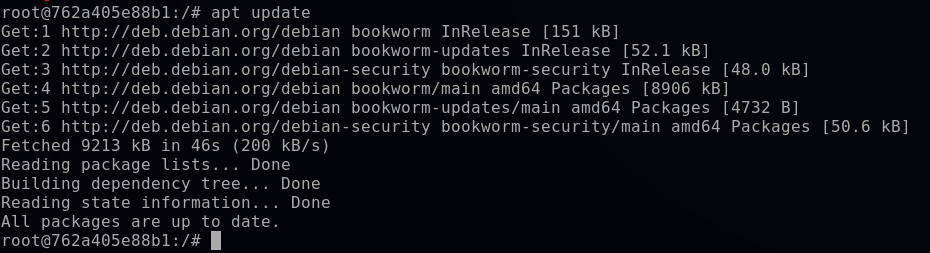 root@762a405e88b1:/# apt update
Get:1 http://deb.debian.org/debian bookworm InRelease [151 kB]
Get:2 http://deb.debian.org/debian bookworm-updates InRelease [52.1 kB]
Get:3 http://deb.debian.org/debian-security bookworm-security InRelease [48.0 kB]
Get:4 http://deb.debian.org/debian bookworm/main amd64 Packages [8906 kB]
Get:5 http://deb.debian.org/debian bookworm-updates/main amd64 Packages [4732 B]
Get:6 http://deb.debian.org/debian-security bookworm-security/main amd64 Packages [50.6 kB]
Fetched 9213 kB in 46s (200 kB/s)
Reading package lists... Done
Building dependency tree... Done
Reading state information... Done
All packages are up to date.
root@762a405e88b1:/#